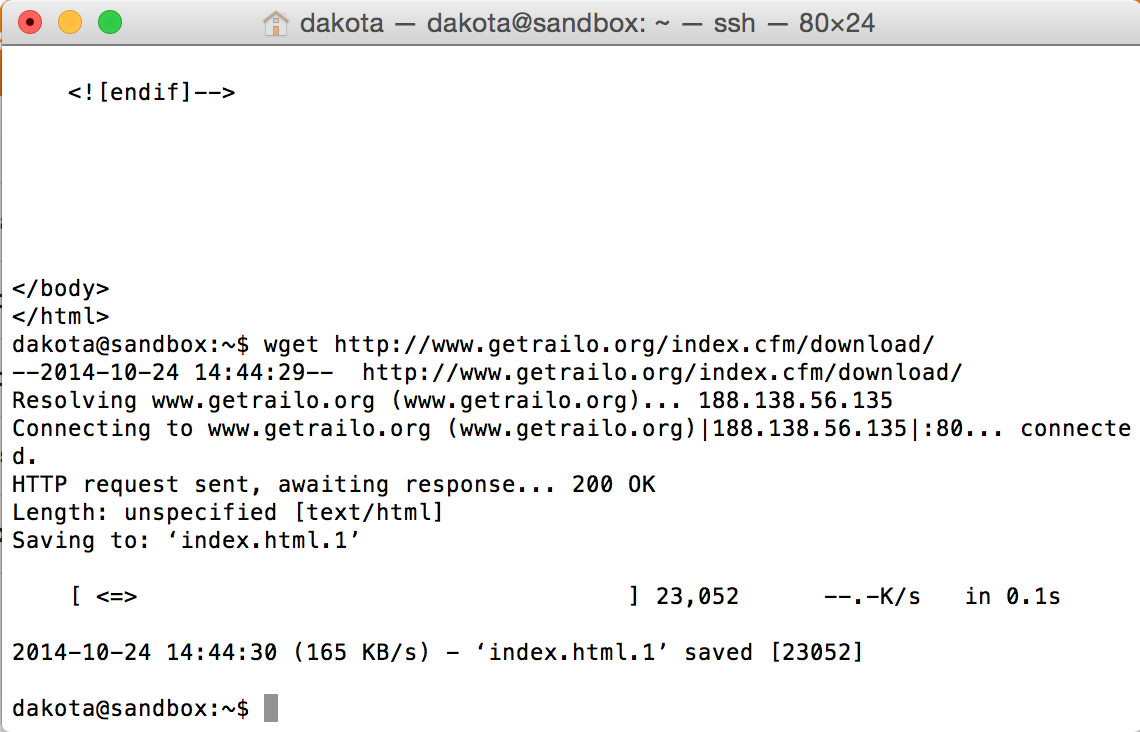 dakota — dakota@sandbox: ~ — ssh — 80×24
<![endif]-->
</body>
</html>
dakota@sandbox:~$ wget http://www.getrailo.org/index.cfm/download/
--2014-10-24 14:44:29--  http://www.getrailo.org/index.cfm/download/
Resolving www.getrailo.org (www.getrailo.org)... 188.138.56.135
Connecting to www.getrailo.org (www.getrailo.org)|188.138.56.135|:80... connecte
d.
HTTP request sent, awaiting response... 200 OK
Length: unspecified [text/html]
Saving to: ‘index.html.1’
[ <=>                                   ] 23,052      --.-K/s   in 0.1s
2014-10-24 14:44:30 (165 KB/s) - ‘index.html.1’ saved [23052]
dakota@sandbox:~$